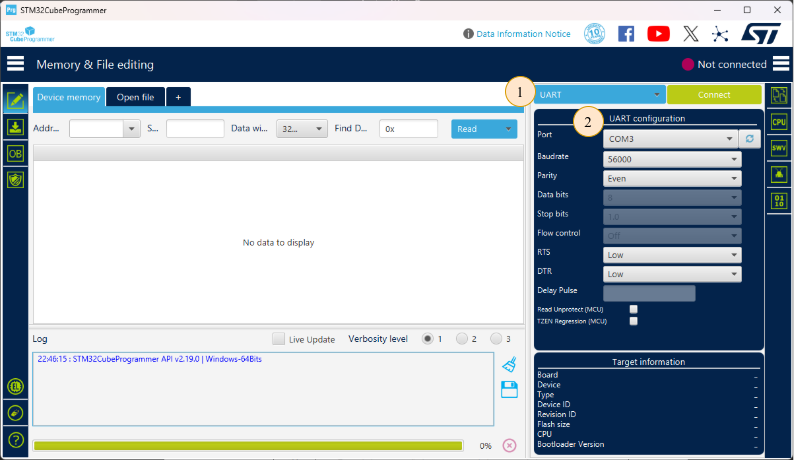 Prg STM32CubeProgrammer
STM32
CubeProgrammer
Data Information Notice
Memory & File editing
Not connected
Device memory
Open file
+
1
UART
Connect
Addr...
S...
Data wi...
32...
Find D...
0x
Read
2
UART configuration
Port
COM3
Baudrate
56000
Parity
Even
Data bits
8
Stop bits
1.0
Flow control
Off
RTS
Low
DTR
Low
Delay Pulse
Read Unprotect (MCU)
TZEN Regression (MCU)
OB
CPU
SWV
01
10
No data to display
Log
Live Update
Verbosity level
1
2
3
22:46:15 : STM32CubeProgrammer API v2.19.0 | Windows-64Bits
0%
Target information
Board –
Device –
Type –
Device ID –
Revision ID –
Flash size –
CPU –
Bootloader Version –